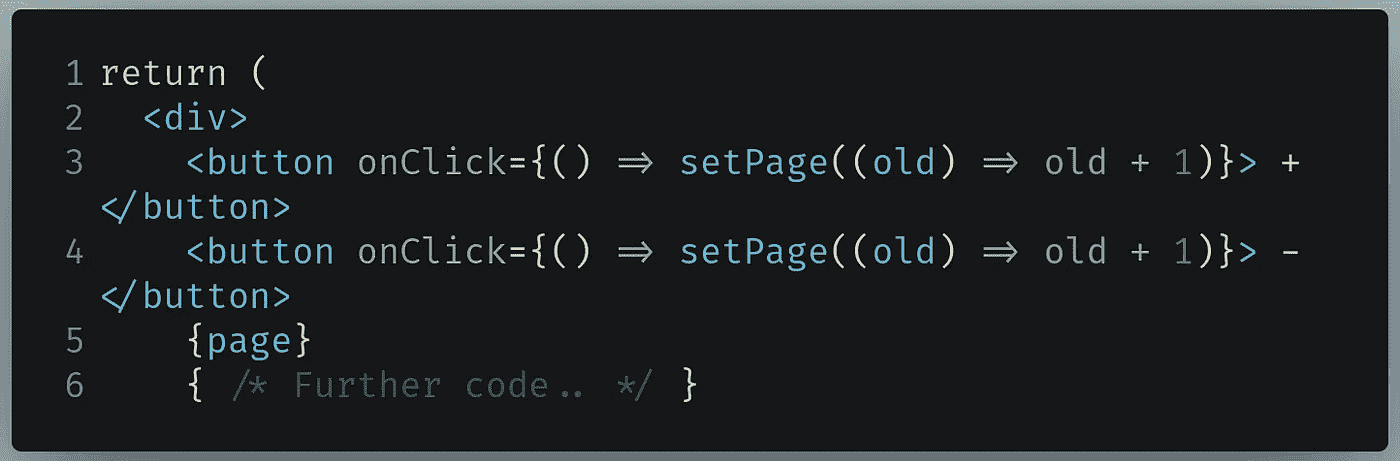 1 return (
2   <div>
3     <button onClick={() => setPage((old) => old + 1)}> +
</button>
4     <button onClick={() => setPage((old) => old + 1)}> -
</button>
5     {page}
6     { /* Further code.. */ }